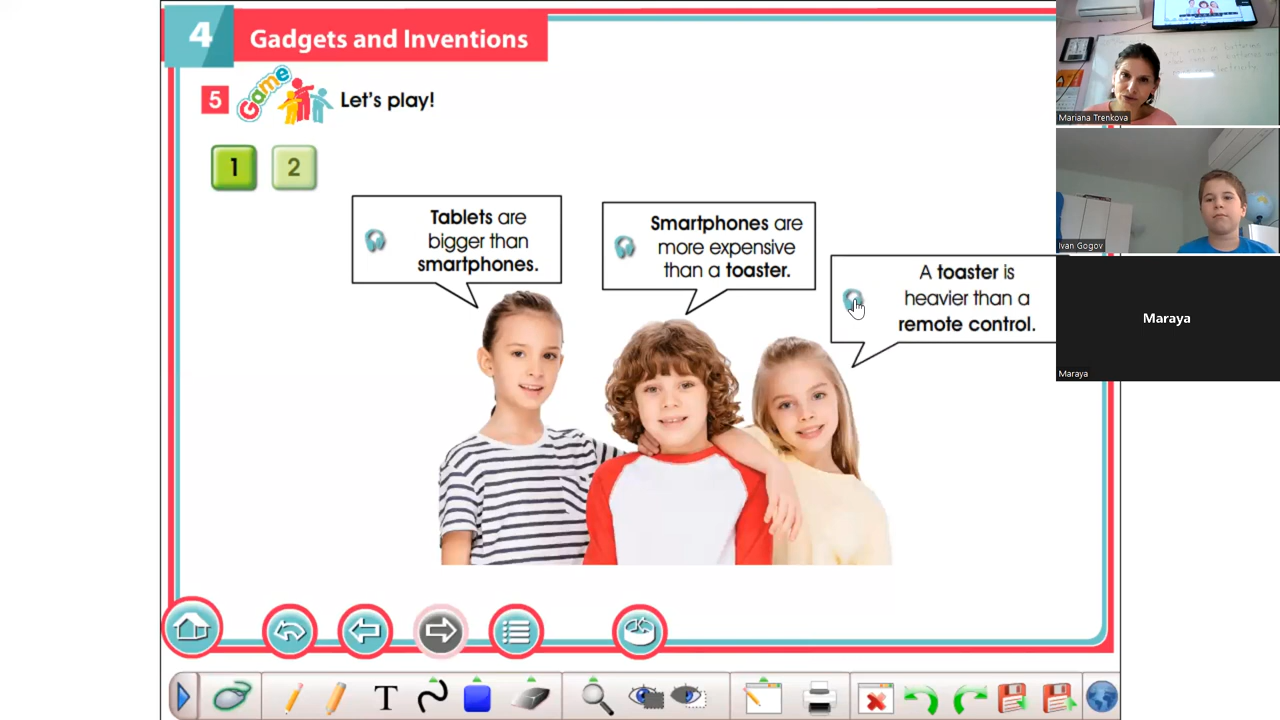 4
Gadgets and Inventions
5
Game
Let's play!
1
2
Tablets are
bigger than
smartphones.
Smartphones are
more expensive
than a toaster.
A toaster is
heavier than a
remote control.
T
Mariana Trenkova
Ivan Gogov
Maraya
Maraya